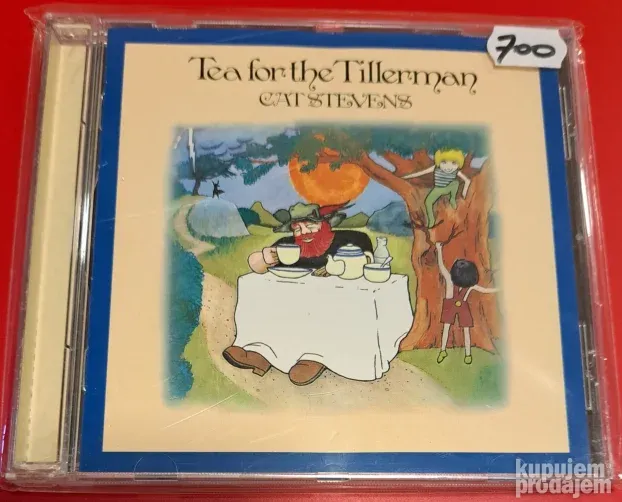 700
Tea for the Tillerman
CAT STEVENS
kupujem
prodajem